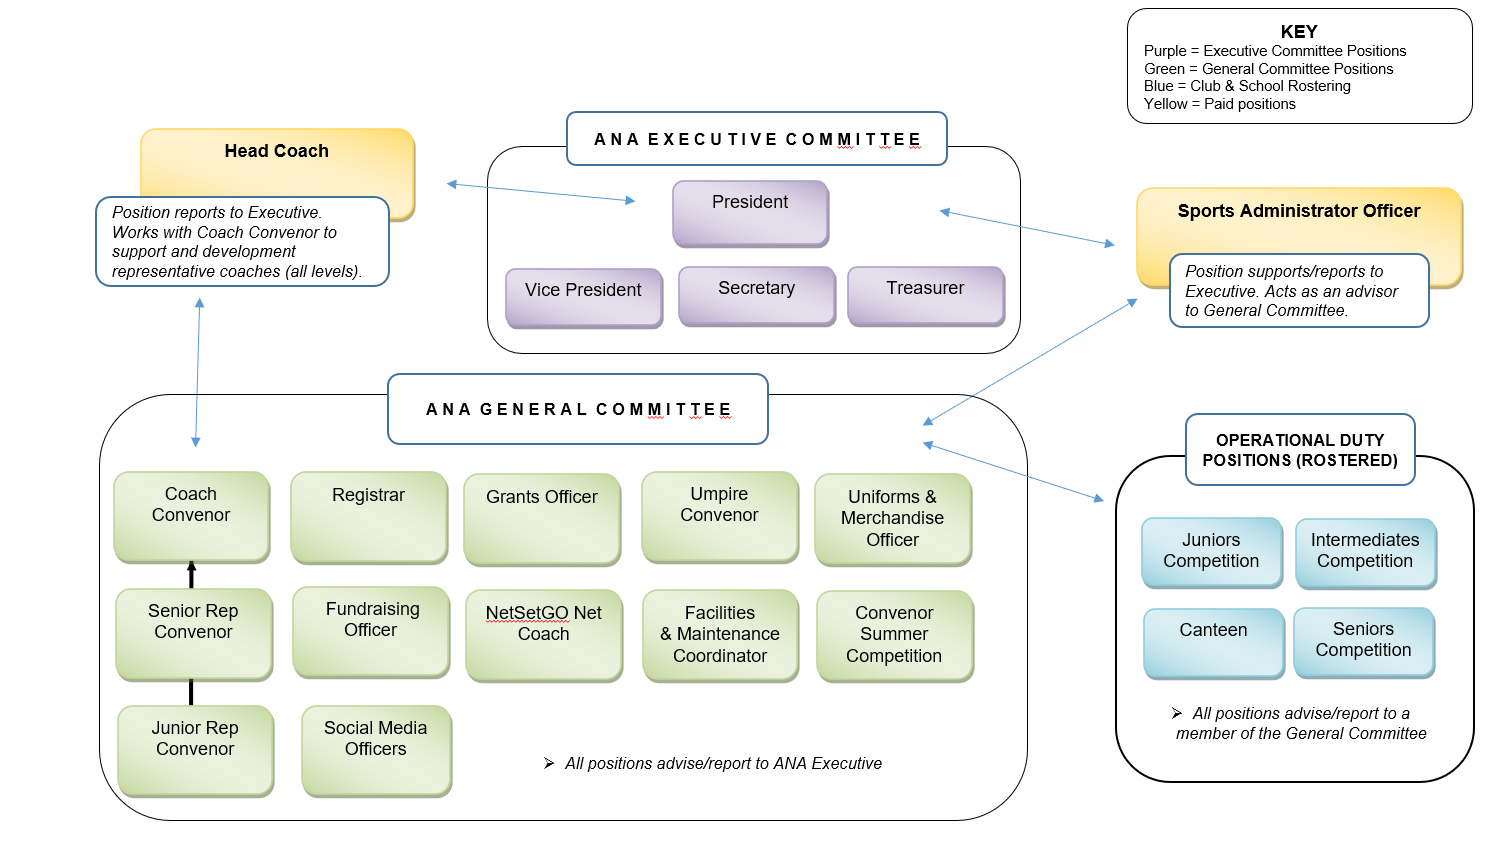 KEY
Purple = Executive Committee Positions
Green = General Committee Positions
Blue = Club & School Rostering
Yellow = Paid positions
ANA EXECUTIVE COMMITTEE
Head Coach
Position reports to Executive.
Works with Coach Convenor to
support and development
representative coaches (all levels).
President
Vice President
Secretary
Treasurer
Sports Administrator Officer
Position supports/reports to
Executive. Acts as an advisor
to General Committee.
ANA GENERAL COMMITTEE
Coach
Convenor
Registrar
Grants Officer
Umpire
Convenor
Uniforms &
Merchandise
Officer
Senior Rep
Convenor
Fundraising
Officer
NetSetGO Net
Coach
Facilities
& Maintenance
Coordinator
Convenor
Summer
Competition
Junior Rep
Convenor
Social Media
Officers
➢ All positions advise/report to ANA Executive
OPERATIONAL DUTY
POSITIONS (ROSTERED)
Juniors
Competition
Intermediates
Competition
Canteen
Seniors
Competition
➢ All positions advise/report to a
member of the General Committee